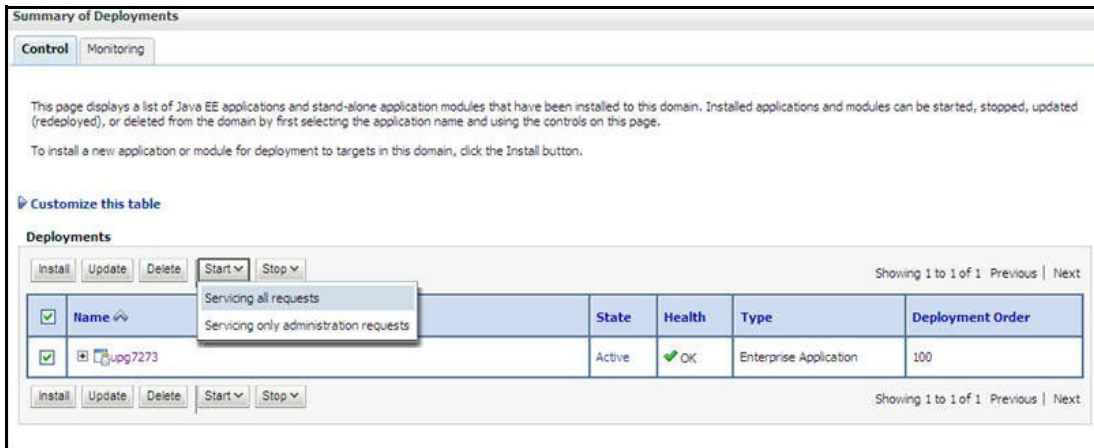 Summary of Deployments
Control Monitoring
This page displays a list of Java EE applications and stand-alone application modules that have been installed to this domain. Installed applications and modules can be started, stopped, updated
(redeployed), or deleted from the domain by first selecting the application name and using the controls on this page.
To install a new application or module for deployment to targets in this domain, click the Install button.
Customize this table
Deployments
Install Update Delete Start Stop Showing 1 to 1 of 1 Previous | Next
Servicing all requests
Servicing only administration requests
Name State Health Type Deployment Order
upg7273 Active OK Enterprise Application 100
Install Update Delete Start Stop Showing 1 to 1 of 1 Previous | Next